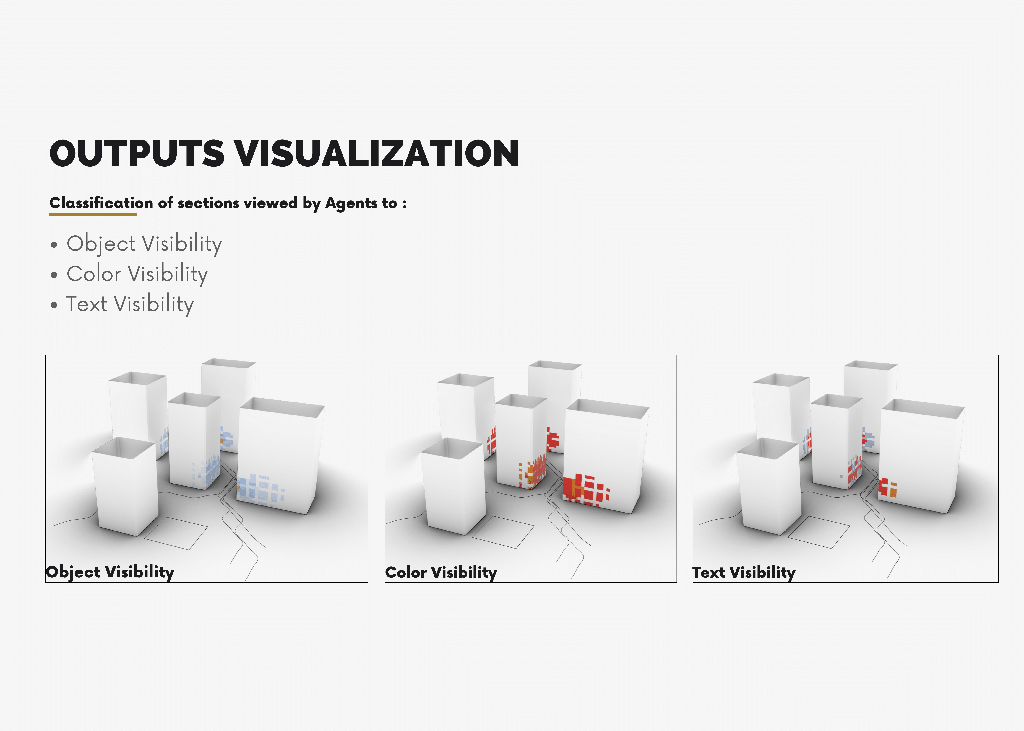 OUTPUTS VISUALIZATION
Classification of sections viewed by Agents to :
• Object Visibility
• Color Visibility
• Text Visibility
Object Visibility
Color Visibility
Text Visibility